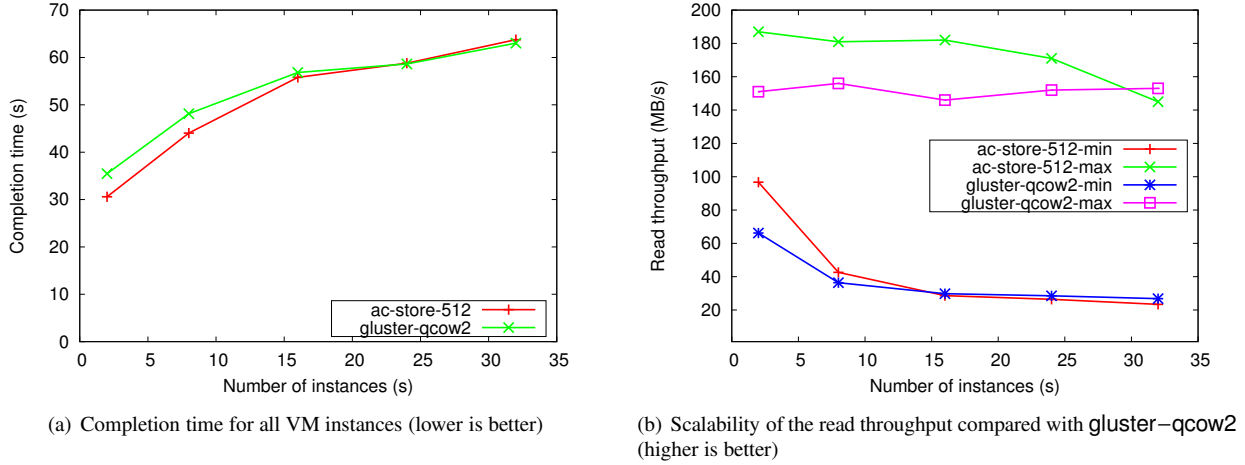 70
60
50
40
30
20
10
0
0 5 10 15 20 25 30 35
Completion time (s)
Number of instances (s)
ac-store-512
gluster-qcow2
(a) Completion time for all VM instances (lower is better)
200
180
160
140
120
100
80
60
40
20
0 5 10 15 20 25 30 35
Read throughput (MB/s)
Number of instances (s)
ac-store-512-min
ac-store-512-max
gluster-qcow2-min
gluster-qcow2-max
(b) Scalability of the read throughput compared with gluster−qcow2
(higher is better)